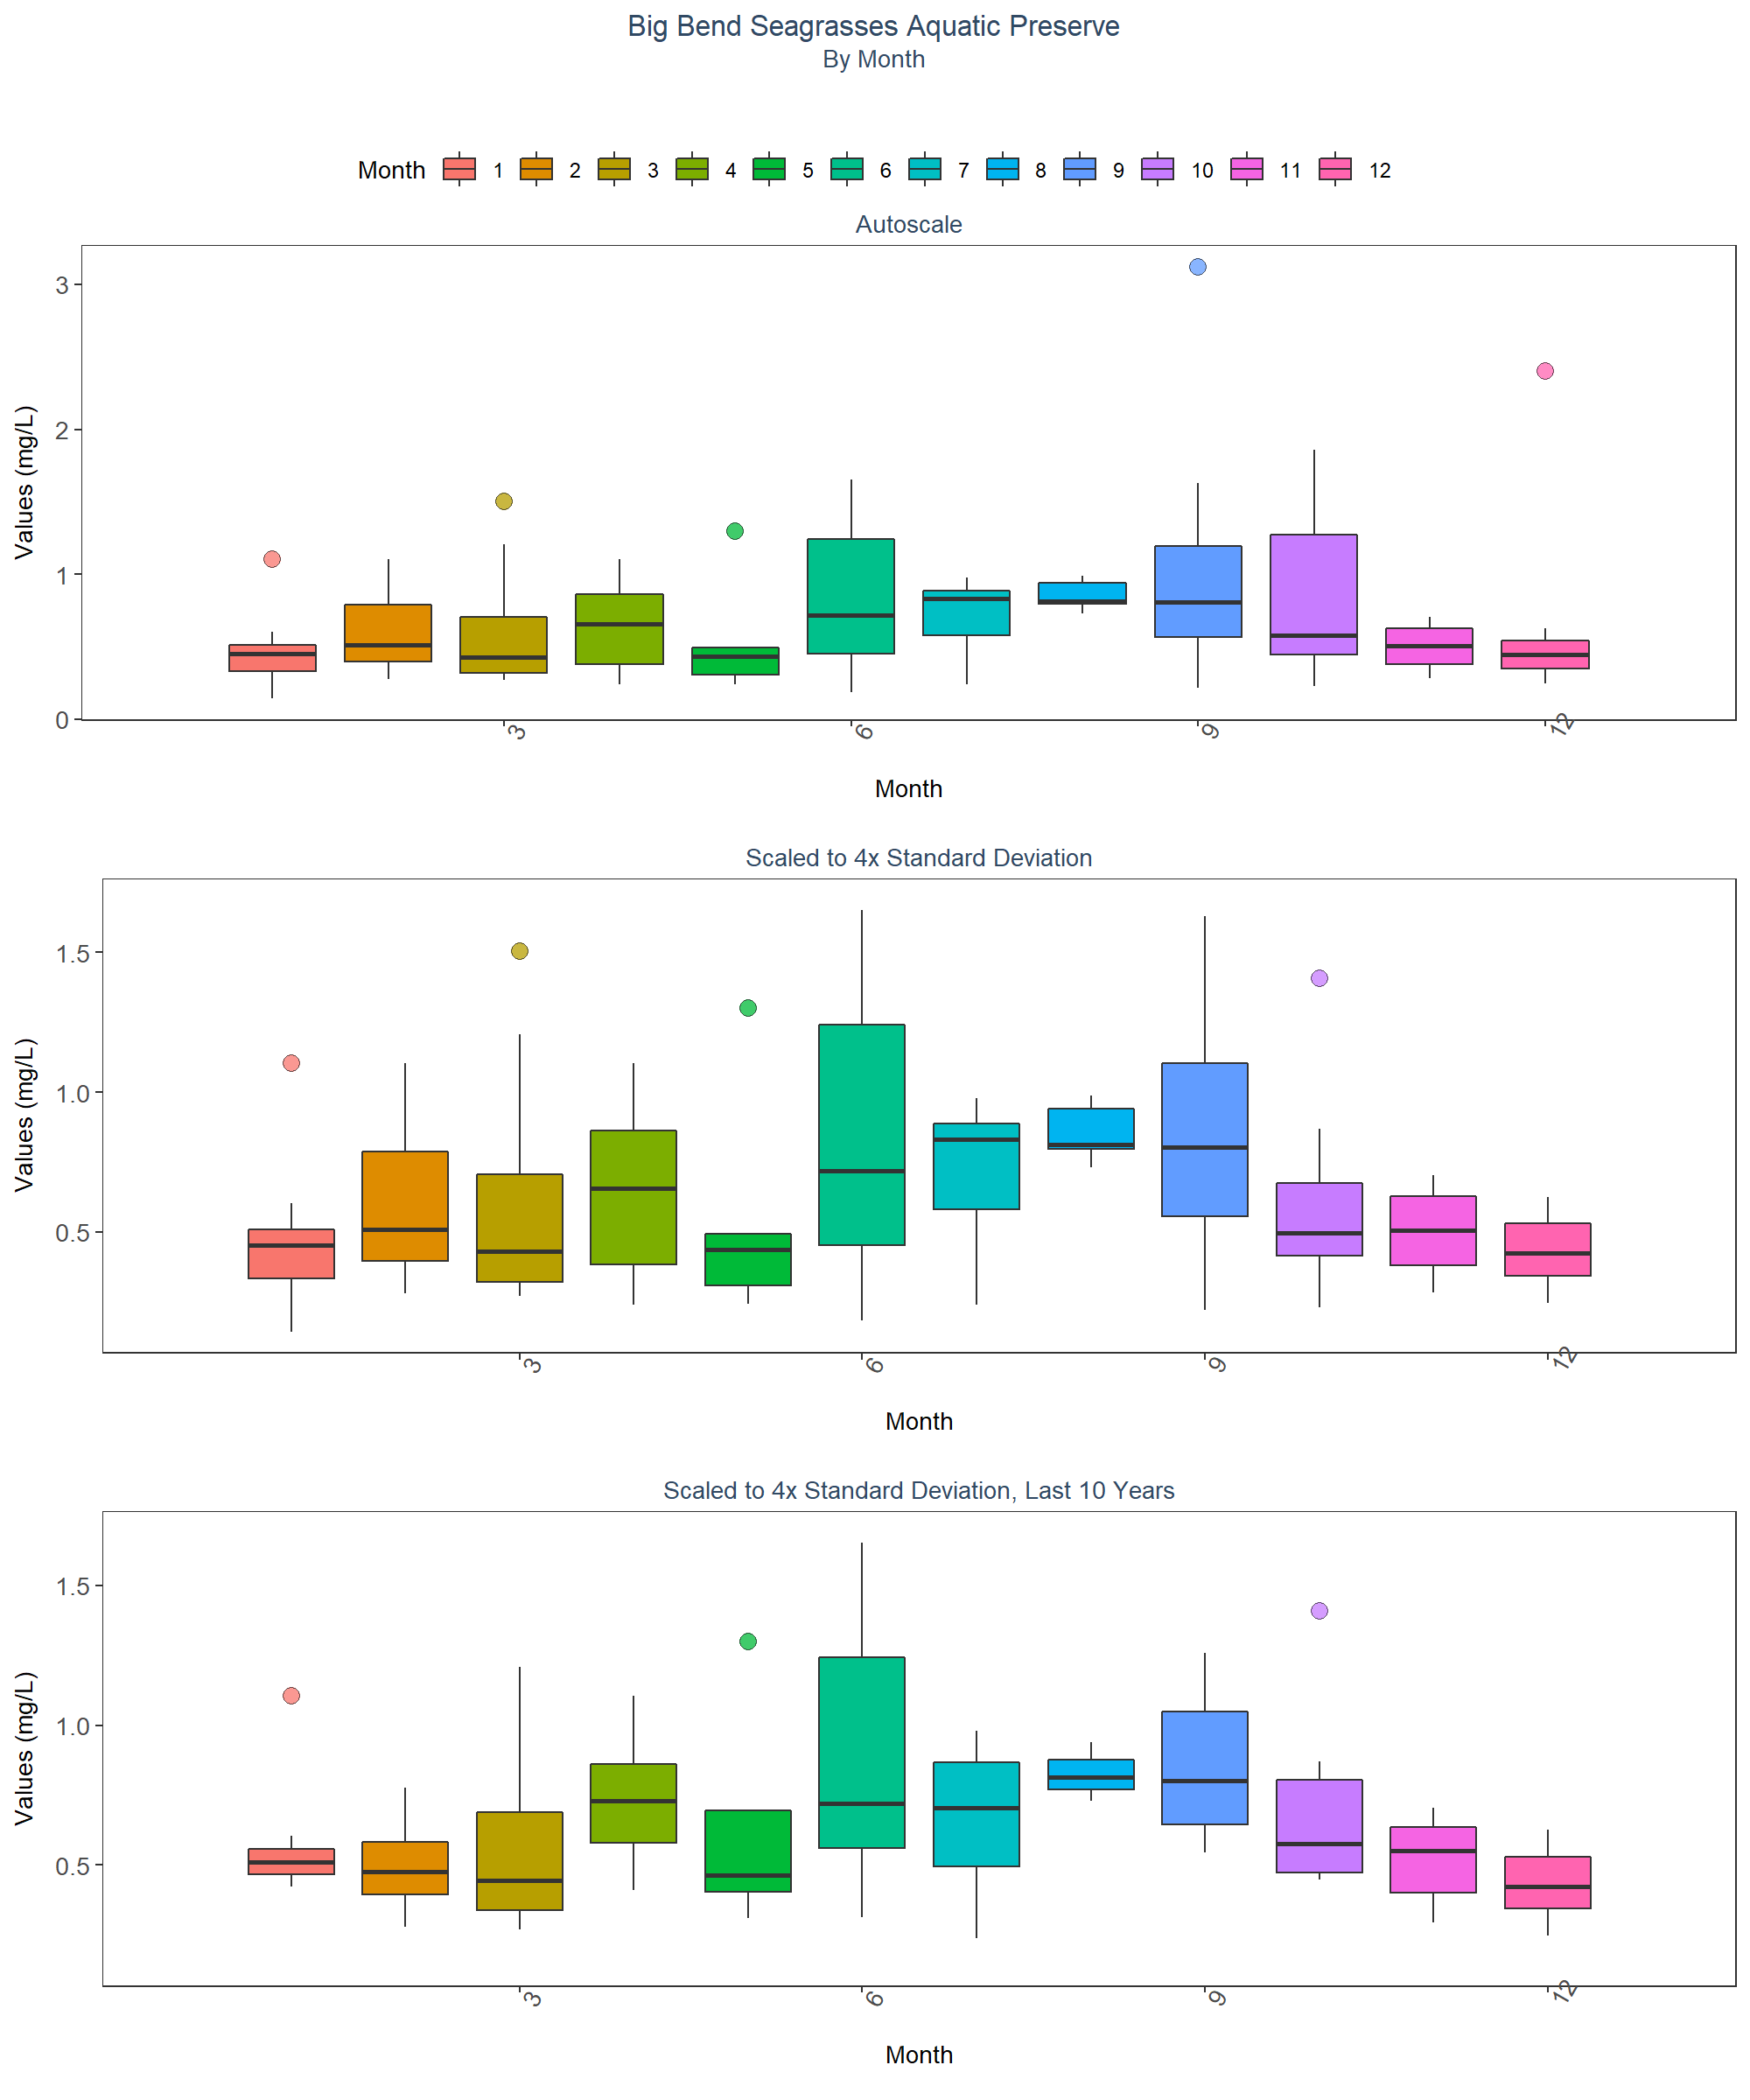 Big Bend Seagrasses Aquatic Preserve
By Month
Month 1 2 3 4 5 6 7 8 9 10 11 12
Autoscale
Values (mg/L)
3
2
1
0
3 6 9 12
Month
Scaled to 4x Standard Deviation
Values (mg/L)
1.5
1.0
0.5
3 6 9 12
Month
Scaled to 4x Standard Deviation, Last 10 Years
Values (mg/L)
1.5
1.0
0.5
3 6 9 12
Month